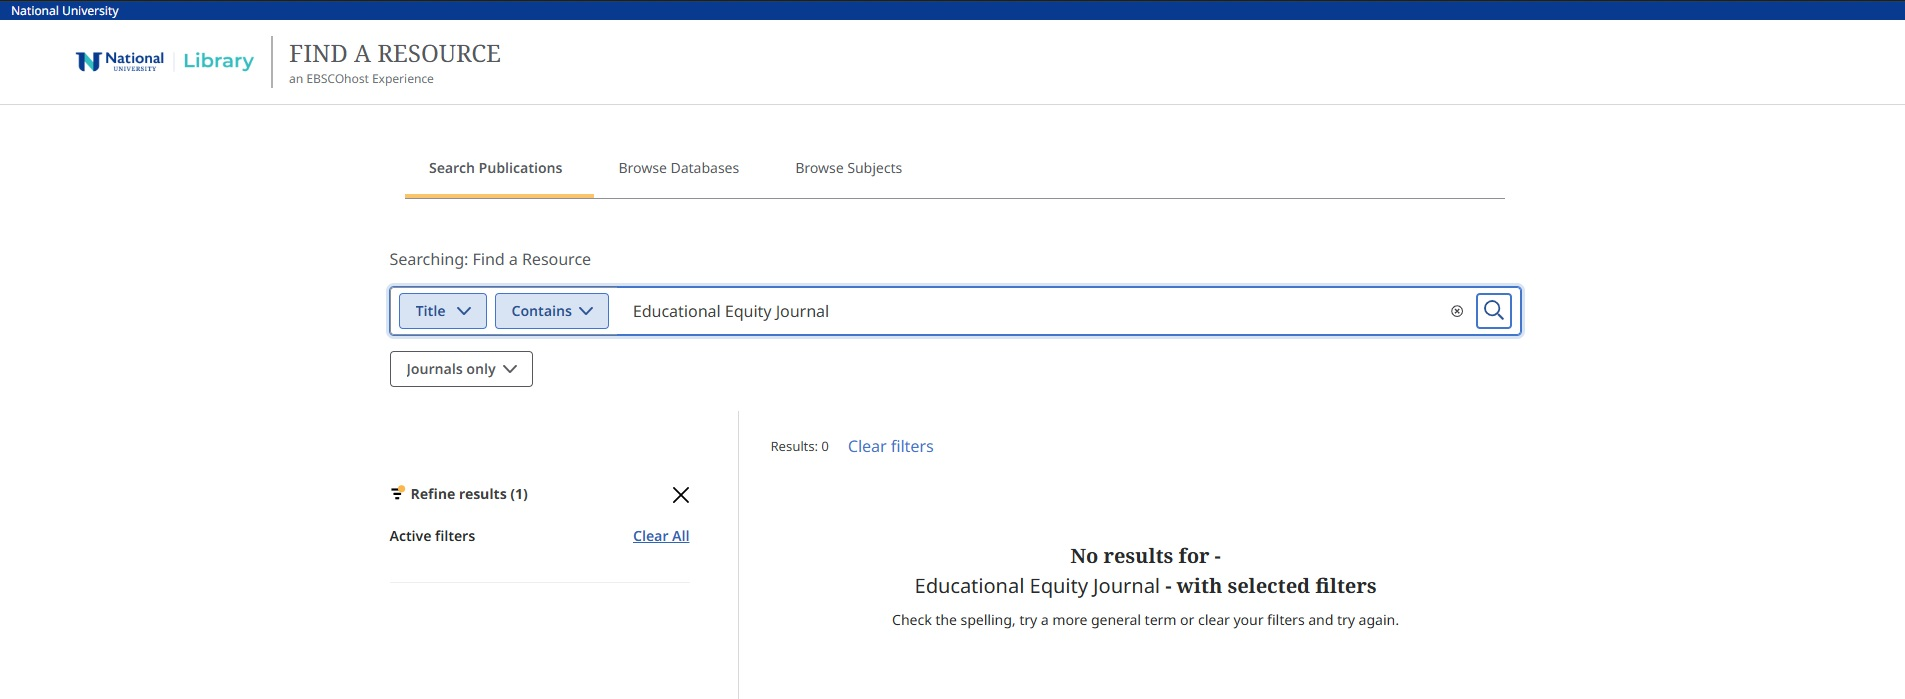 National University
National
UNIVERSITY
Library
FIND A RESOURCE
an EBSCOhost Experience
Search Publications
Browse Databases
Browse Subjects
Searching: Find a Resource
Title
Contains
Educational Equity Journal
Journals only
Results: 0
Clear filters
Refine results (1)
Active filters
Clear All
No results for -
Educational Equity Journal - with selected filters
Check the spelling, try a more general term or clear your filters and try again.